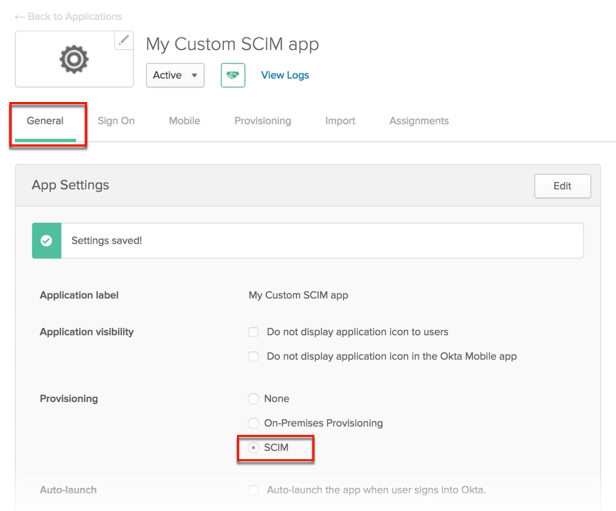 ← Back to Applications
My Custom SCIM app
Active View Logs
General Sign On Mobile Provisioning Import Assignments
App Settings Edit
Settings saved!
Application label My Custom SCIM app
Application visibility Do not display application icon to users
Do not display application icon in the Okta Mobile app
Provisioning None
On-Premises Provisioning
SCIM
Auto-launch Auto-launch the app when user signs into Okta.